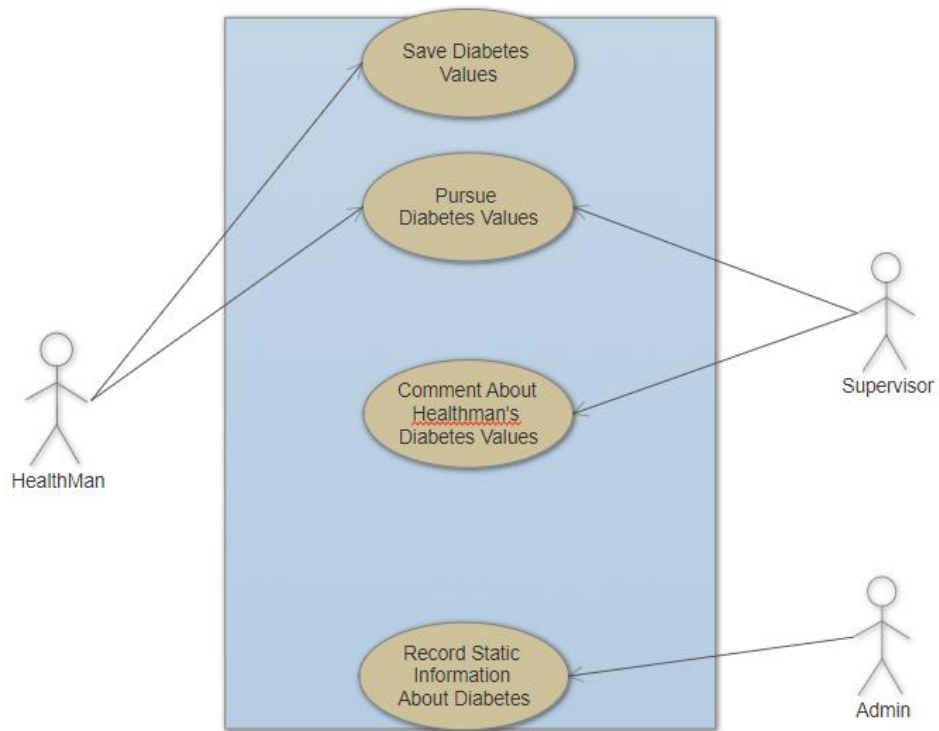 Save Diabetes
Values
Pursue
Diabetes Values
Comment About
Healthman's
Diabetes Values
Supervisor
HealthMan
Record Static
Information
About Diabetes
Admin